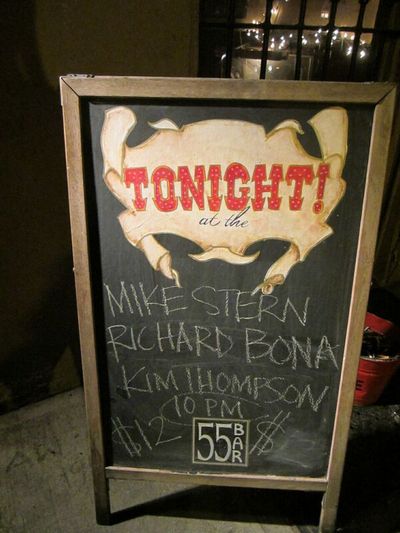 TONIGHT!
at the
MIKE STERN
RICHARD BONA
KIM THOMPSON
10 PM
$12 55 BAR $